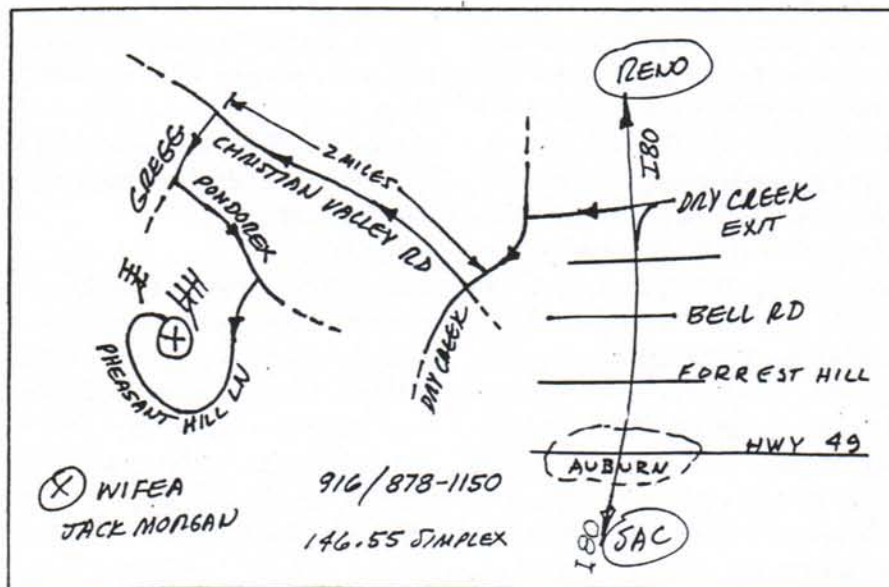 RENO
I80
2 MILES
CHRISTIAN VALLEY RD
GREGG
PONDOREX
DRY CREEK
EXIT
BELL RD
FORREST HILL
HWY 49
AUBURN
DRY CREEK
PHEASANT HILL LN
X
X W1FEA
JACK MORGAN
916/878-1150
146.55 SIMPLEX
I80
SAC